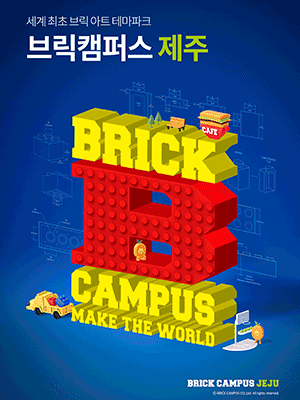 세계 최초 브릭 아트 테마파크
브릭캠퍼스 제주
BRICK
CAFE
B
CAMPUS
MAKE THE WORLD
BRICK CAMPUS JEJU
ⓒ BRICK CAMPUS CO.,Ltd. All rights reserved.